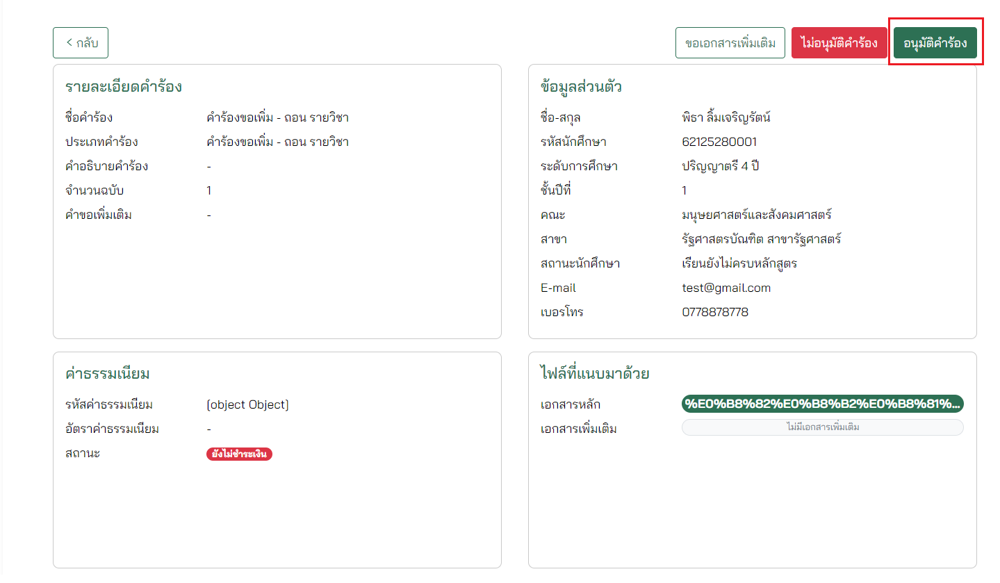 < กลับ
ขอเอกสารเพิ่มเติม
ไม่อนุมัติคำร้อง
อนุมัติคำร้อง
รายละเอียดคำร้อง
ชื่อคำร้อง คำร้องขอเพิ่ม - ถอน รายวิชา
ประเภทคำร้อง คำร้องขอเพิ่ม - ถอน รายวิชา
คำอธิบายคำร้อง -
จำนวนฉบับ 1
คำขอเพิ่มเติม -
ข้อมูลส่วนตัว
ชื่อ-สกุล พิธา ลิ้มเจริญรัตน์
รหัสนักศึกษา 62125280001
ระดับการศึกษา ปริญญาตรี 4 ปี
ชั้นปีที่ 1
คณะ มนุษยศาสตร์และสังคมศาสตร์
สาขา รัฐศาสตรบัณฑิต สาขารัฐศาสตร์
สถานะนักศึกษา เรียนยังไม่ครบหลักสูตร
E-mail test@gmail.com
เบอรโทร 0778878778
ค่าธรรมเนียม
รหัสค่าธรรมเนียม [object Object]
อัตราค่าธรรมเนียม -
สถานะ ยังไม่ชำระเงิน
ไฟล์ที่แนบมาด้วย
เอกสารหลัก %E0%B8%82%E0%B8%B2%E0%B8%81%...
เอกสารเพิ่มเติม ไม่มีเอกสารเพิ่มเติม